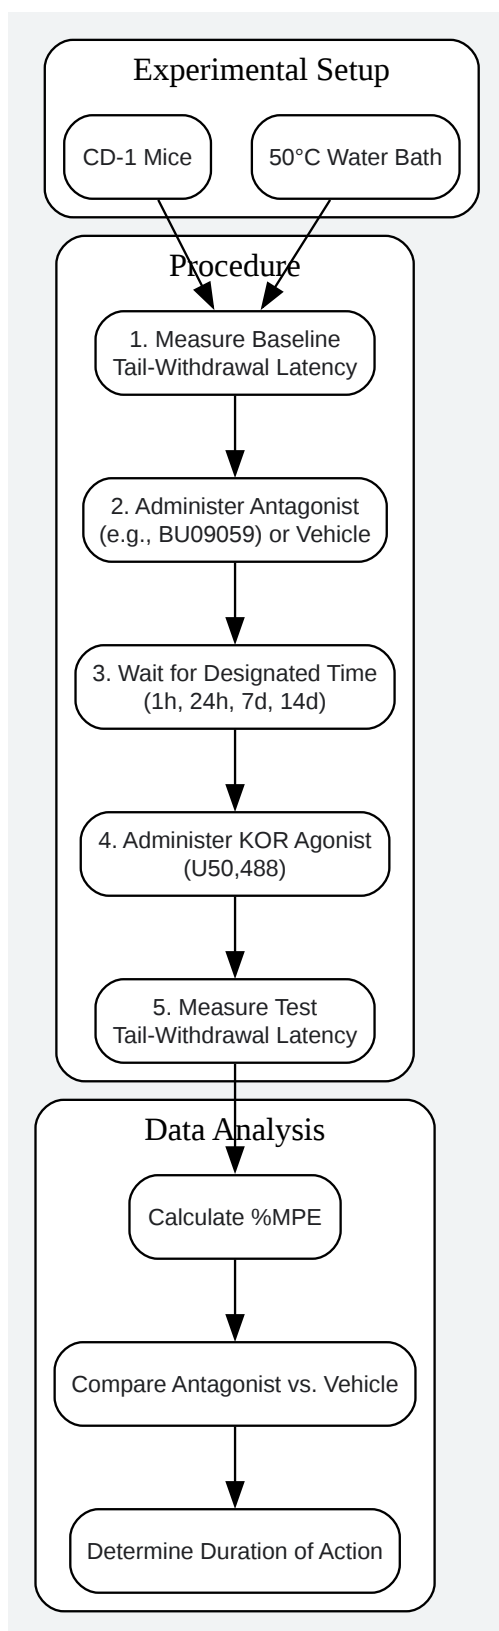 Experimental Setup
CD-1 Mice
50°C Water Bath
Procedure
1. Measure Baseline
Tail-Withdrawal Latency
2. Administer Antagonist
(e.g., BU09059) or Vehicle
3. Wait for Designated Time
(1h, 24h, 7d, 14d)
4. Administer KOR Agonist
(U50,488)
5. Measure Test
Tail-Withdrawal Latency
Data Analysis
Calculate %MPE
Compare Antagonist vs. Vehicle
Determine Duration of Action